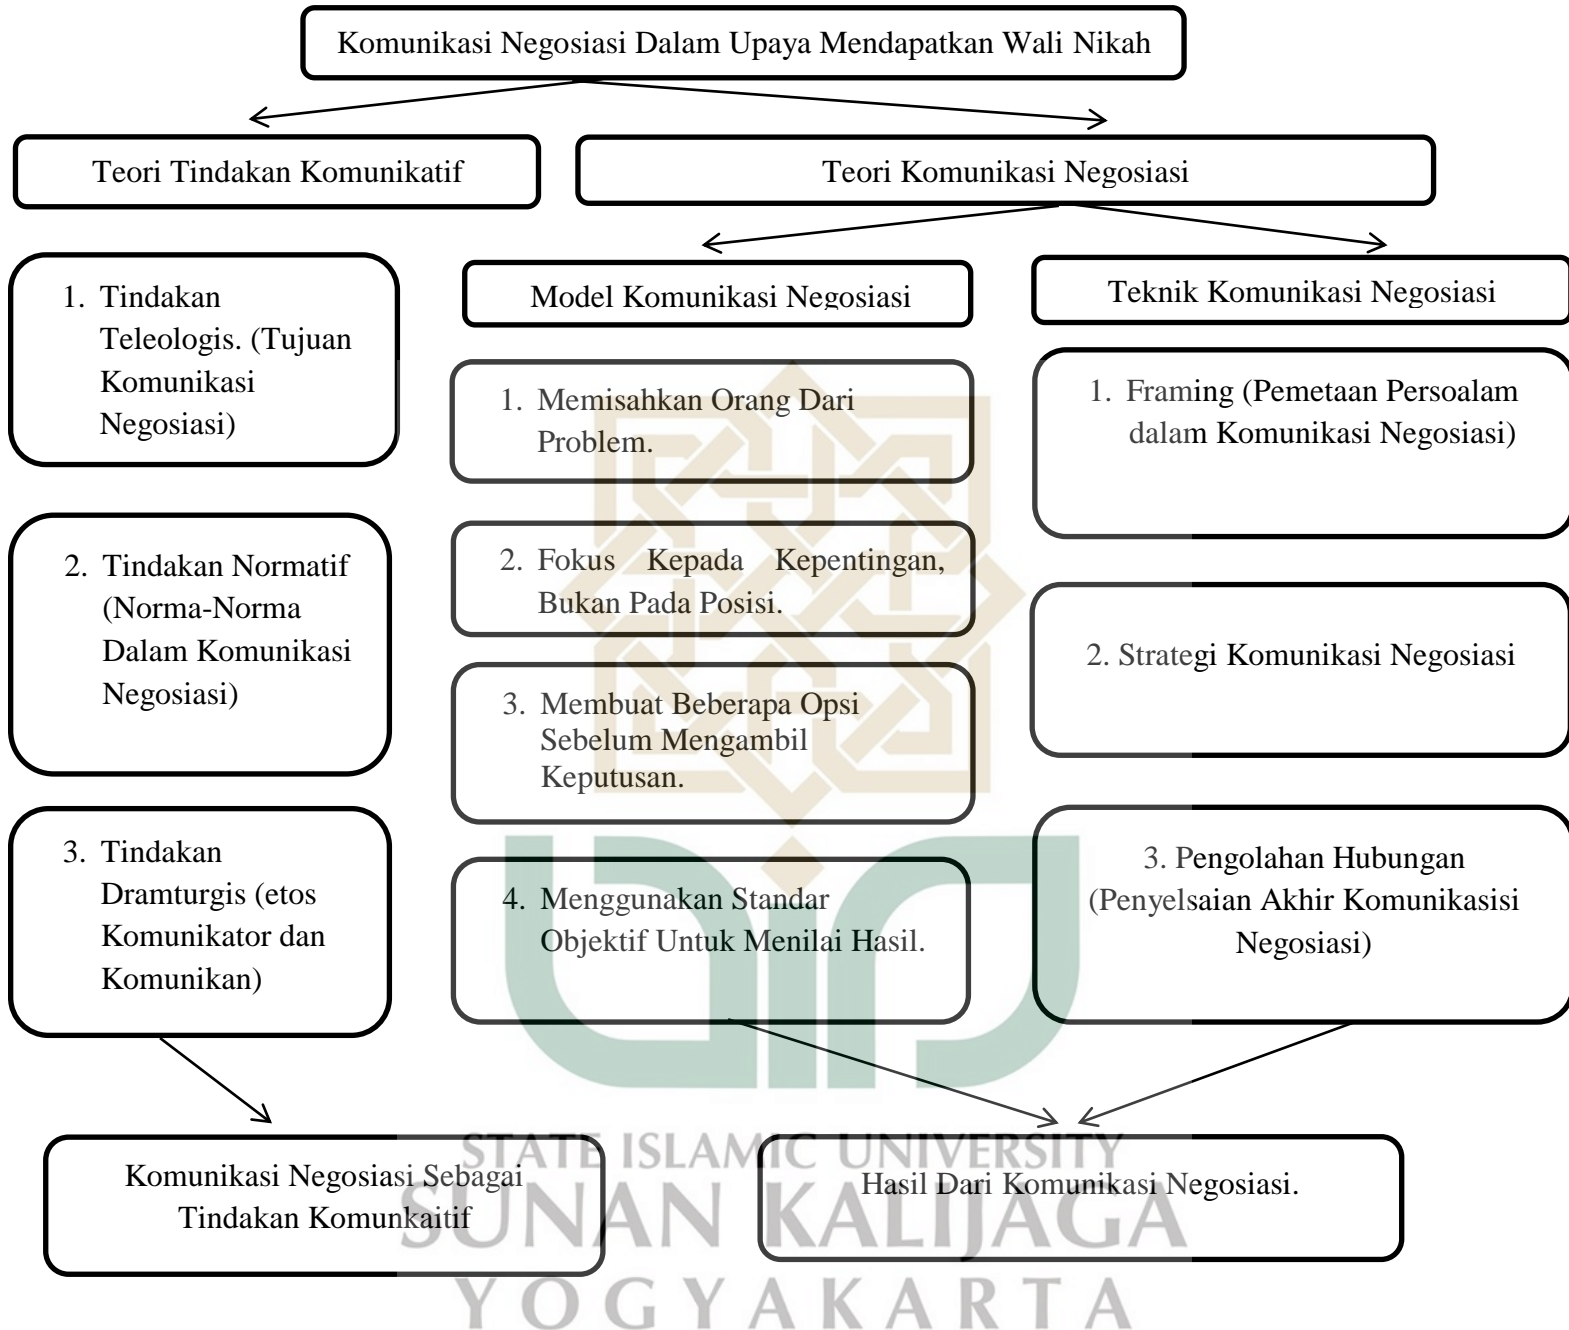 Komunikasi Negosiasi Dalam Upaya Mendapatkan Wali Nikah
Teori Tindakan Komunikatif
Teori Komunikasi Negosiasi
1. Tindakan
Teleologis. (Tujuan
Komunikasi
Negosiasi)
2. Tindakan Normatif
(Norma-Norma
Dalam Komunikasi
Negosiasi)
3. Tindakan
Dramturgis (etos
Komunikator dan
Komunikan)
Model Komunikasi Negosiasi
1. Memisahkan Orang Dari
Problem.
2. Fokus Kepada Kepentingan,
Bukan Pada Posisi.
3. Membuat Beberapa Opsi
Sebelum Mengambil
Keputusan.
4. Menggunakan Standar
Objektif Untuk Menilai Hasil.
Teknik Komunikasi Negosiasi
1. Framing (Pemetaan Persoalam
dalam Komunikasi Negosiasi)
2. Strategi Komunikasi Negosiasi
3. Pengolahan Hubungan
(Penyelsaian Akhir Komunikasisi
Negosiasi)
Komunikasi Negosiasi Sebagai
Tindakan Komunkaitif
Hasil Dari Komunikasi Negosiasi.
STATE ISLAMIC UNIVERSITY
SUNAN KALIJAGA
YOGYAKARTA